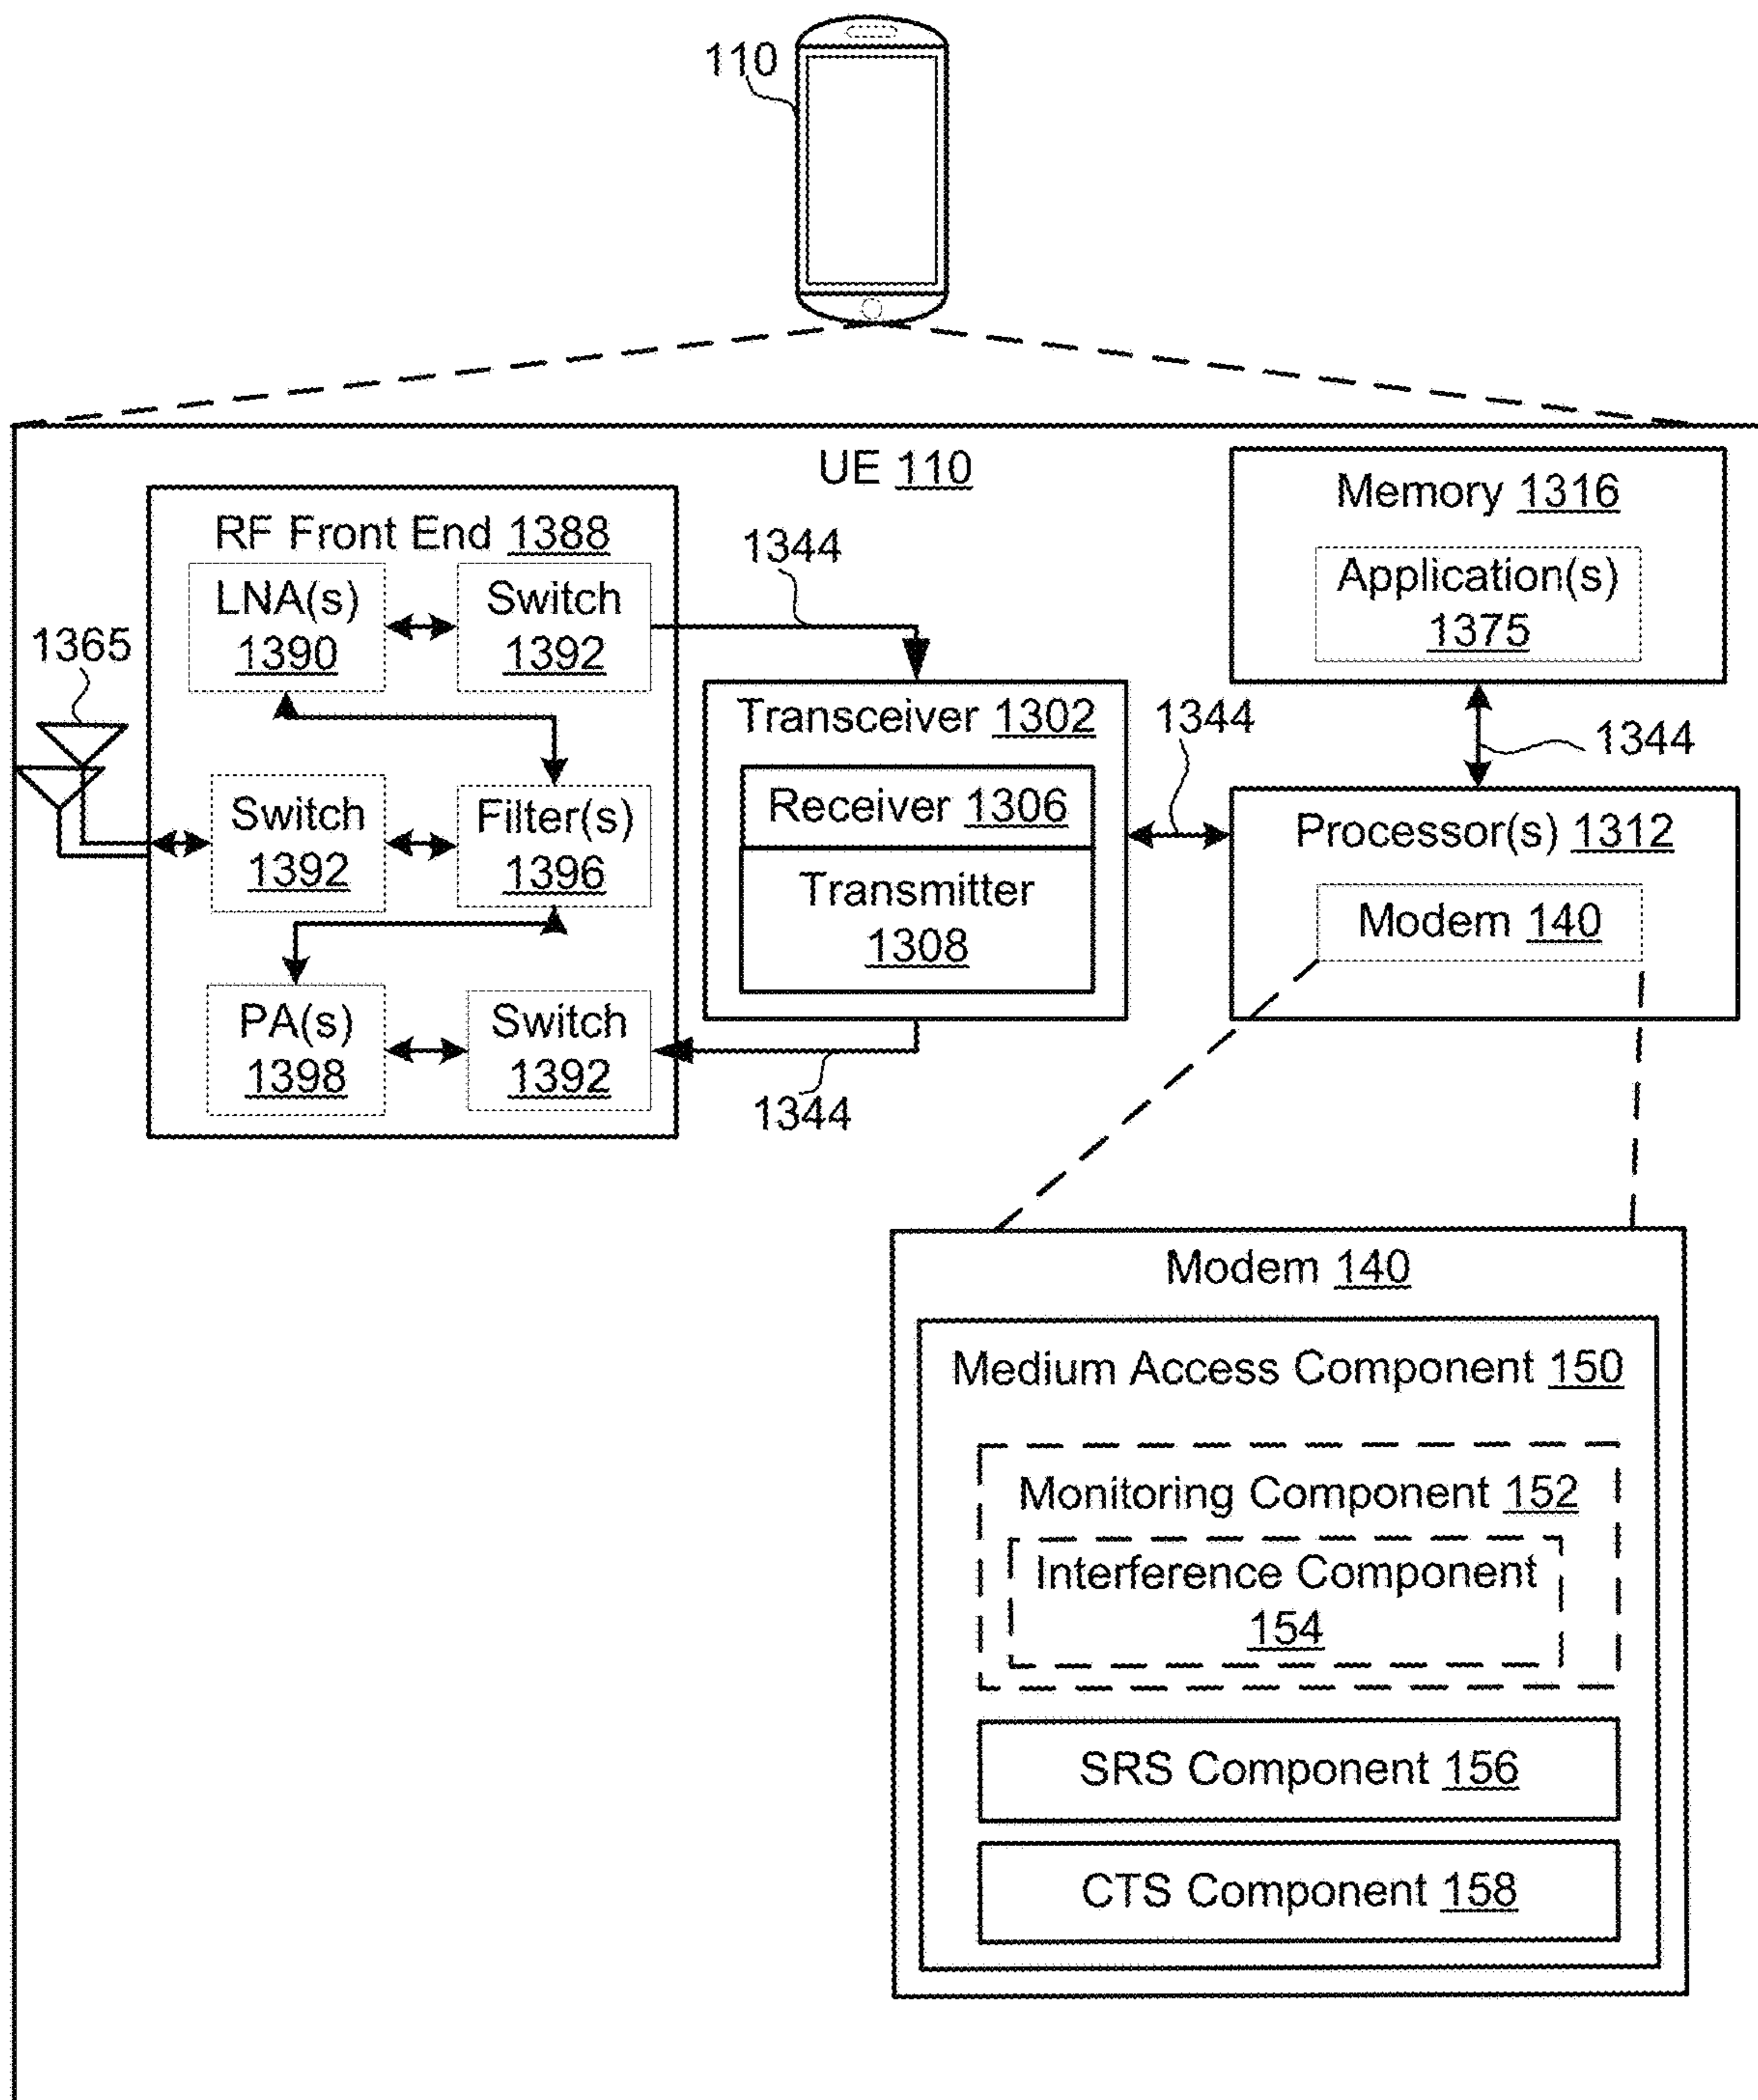 110
UE 110
RF Front End 1388
LNA(s)
1390
Switch
1392
1344
1365
Switch
1392
Filter(s)
1396
PA(s)
1398
Switch
1392
1344
Transceiver 1302
Receiver 1306
Transmitter
1308
1344
Memory 1316
Application(s)
1375
1344
Processor(s) 1312
Modem 140
Modem 140
Medium Access Component 150
Monitoring Component 152
Interference Component
154
SRS Component 156
CTS Component 158